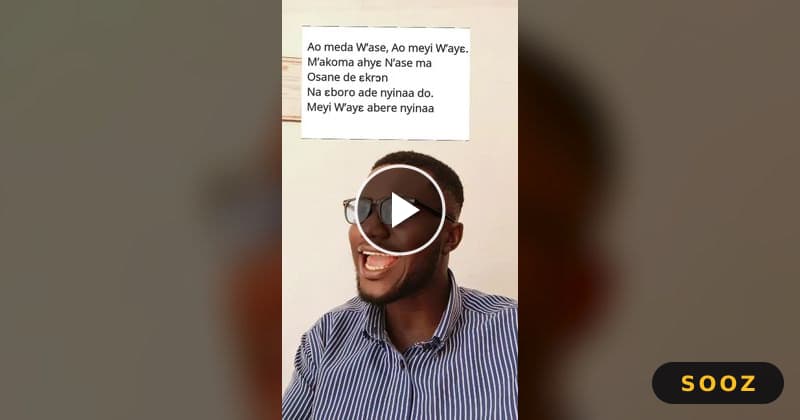 Ao meda W'ase, Ao meyi W'ayɛ.
M'akoma ahyɛ N'ase ma
Osane de ɛkrɔn
Na ɛboro ade nyinaa do.
Meyi W'ayɛ abere nyinaa
SOOZ